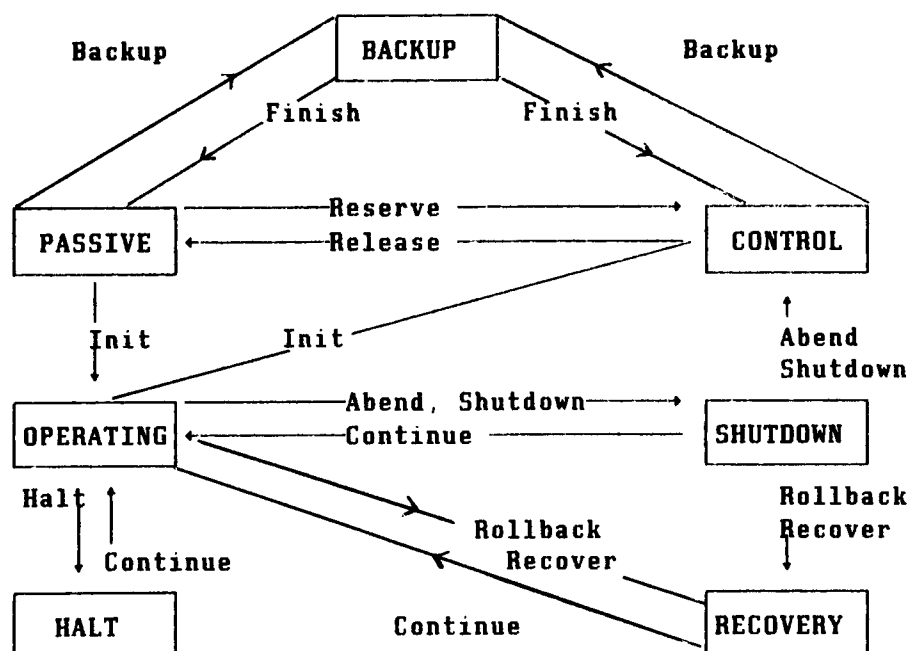 Backup
BACKUP
Backup
Finish
Finish
Reserve
PASSIVE
Release
CONTROL
Init
Init
Abend
Shutdown
Abend, Shutdown
OPERATING
Continue
SHUTDOWN
Halt
Rollback
Recover
Rollback
Recover
Continue
HALT
Continue
RECOVERY